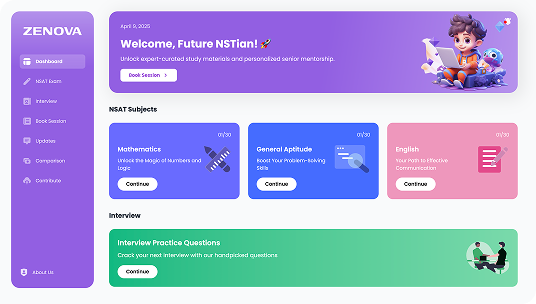 ZENOVA
Dashboard
NSAT Exam
Interview
Book Session
Updates
Comparison
Contribute
About Us
April 9, 2025
Welcome, Future NSTian! 🚀
Unlock expert-curated study materials and personalized senior mentorship.
Book Session >
NSAT Subjects
01/30
Mathematics
Unlock the Magic of Numbers and
Logic
Continue
01/30
General Aptitude
Boost Your Problem-Solving
Skills
Continue
01/30
English
Your Path to Effective
Communication
Continue
Interview
Interview Practice Questions
Crack your next interview with our handpicked questions
Continue